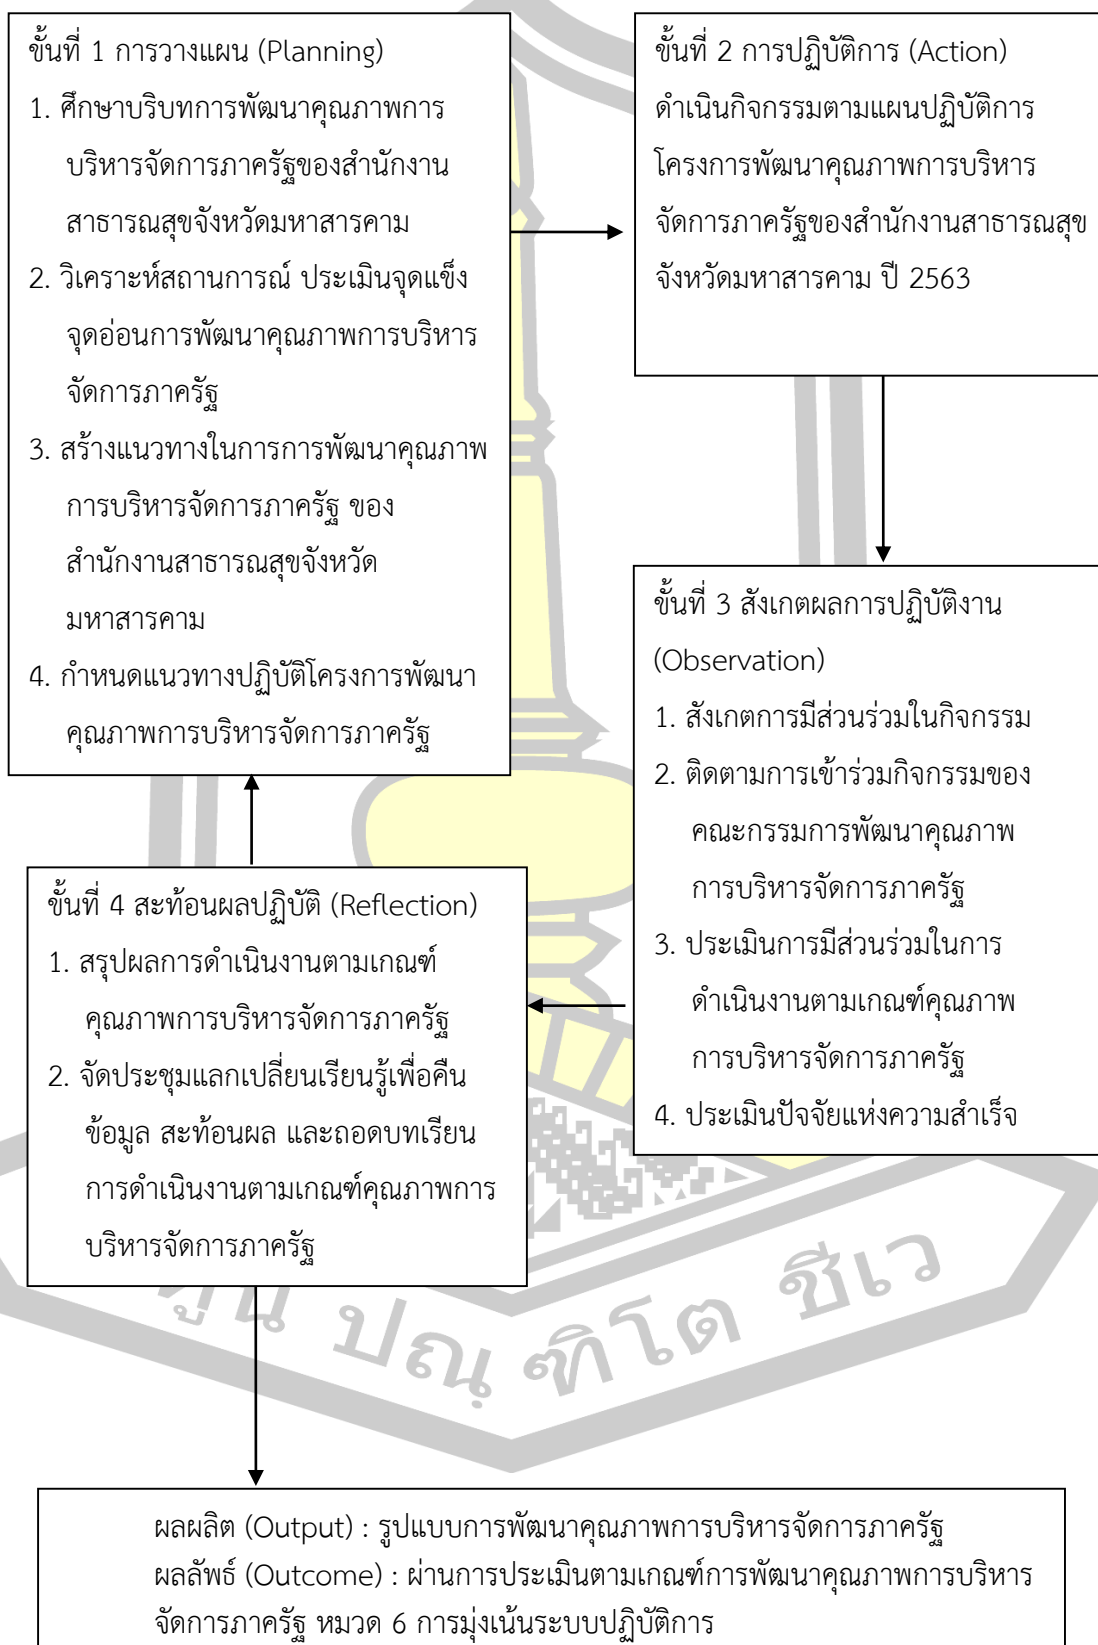 ขั้นที่ 1 การวางแผน (Planning)
1. ศึกษาบริบทการพัฒนาคุณภาพการ
บริหารจัดการภาครัฐของสำนักงาน
สาธารณสุขจังหวัดมหาสารคาม
2. วิเคราะห์สถานการณ์ ประเมินจุดแข็ง
จุดอ่อนการพัฒนาคุณภาพการบริหาร
จัดการภาครัฐ
3. สร้างแนวทางในการการพัฒนาคุณภาพ
การบริหารจัดการภาครัฐ ของ
สำนักงานสาธารณสุขจังหวัด
มหาสารคาม
4. กำหนดแนวทางปฏิบัติโครงการพัฒนา
คุณภาพการบริหารจัดการภาครัฐ
ขั้นที่ 2 การปฏิบัติการ (Action)
ดำเนินกิจกรรมตามแผนปฏิบัติการ
โครงการพัฒนาคุณภาพการบริหาร
จัดการภาครัฐของสำนักงานสาธารณสุข
จังหวัดมหาสารคาม ปี 2563
ขั้นที่ 3 สังเกตผลการปฏิบัติงาน
(Observation)
1. สังเกตการมีส่วนร่วมในกิจกรรม
2. ติดตามการเข้าร่วมกิจกรรมของ
คณะกรรมการพัฒนาคุณภาพ
การบริหารจัดการภาครัฐ
3. ประเมินการมีส่วนร่วมในการ
ดำเนินงานตามเกณฑ์คุณภาพ
การบริหารจัดการภาครัฐ
4. ประเมินปัจจัยแห่งความสำเร็จ
ขั้นที่ 4 สะท้อนผลปฏิบัติ (Reflection)
1. สรุปผลการดำเนินงานตามเกณฑ์
คุณภาพการบริหารจัดการภาครัฐ
2. จัดประชุมแลกเปลี่ยนเรียนรู้เพื่อคืน
ข้อมูล สะท้อนผล และถอดบทเรียน
การดำเนินงานตามเกณฑ์คุณภาพการ
บริหารจัดการภาครัฐ
ปณฺ ฑิโต ชีเว
ผลผลิต (Output) : รูปแบบการพัฒนาคุณภาพการบริหารจัดการภาครัฐ
ผลลัพธ์ (Outcome) : ผ่านการประเมินตามเกณฑ์การพัฒนาคุณภาพการบริหาร
จัดการภาครัฐ หมวด 6 การมุ่งเน้นระบบปฏิบัติการ